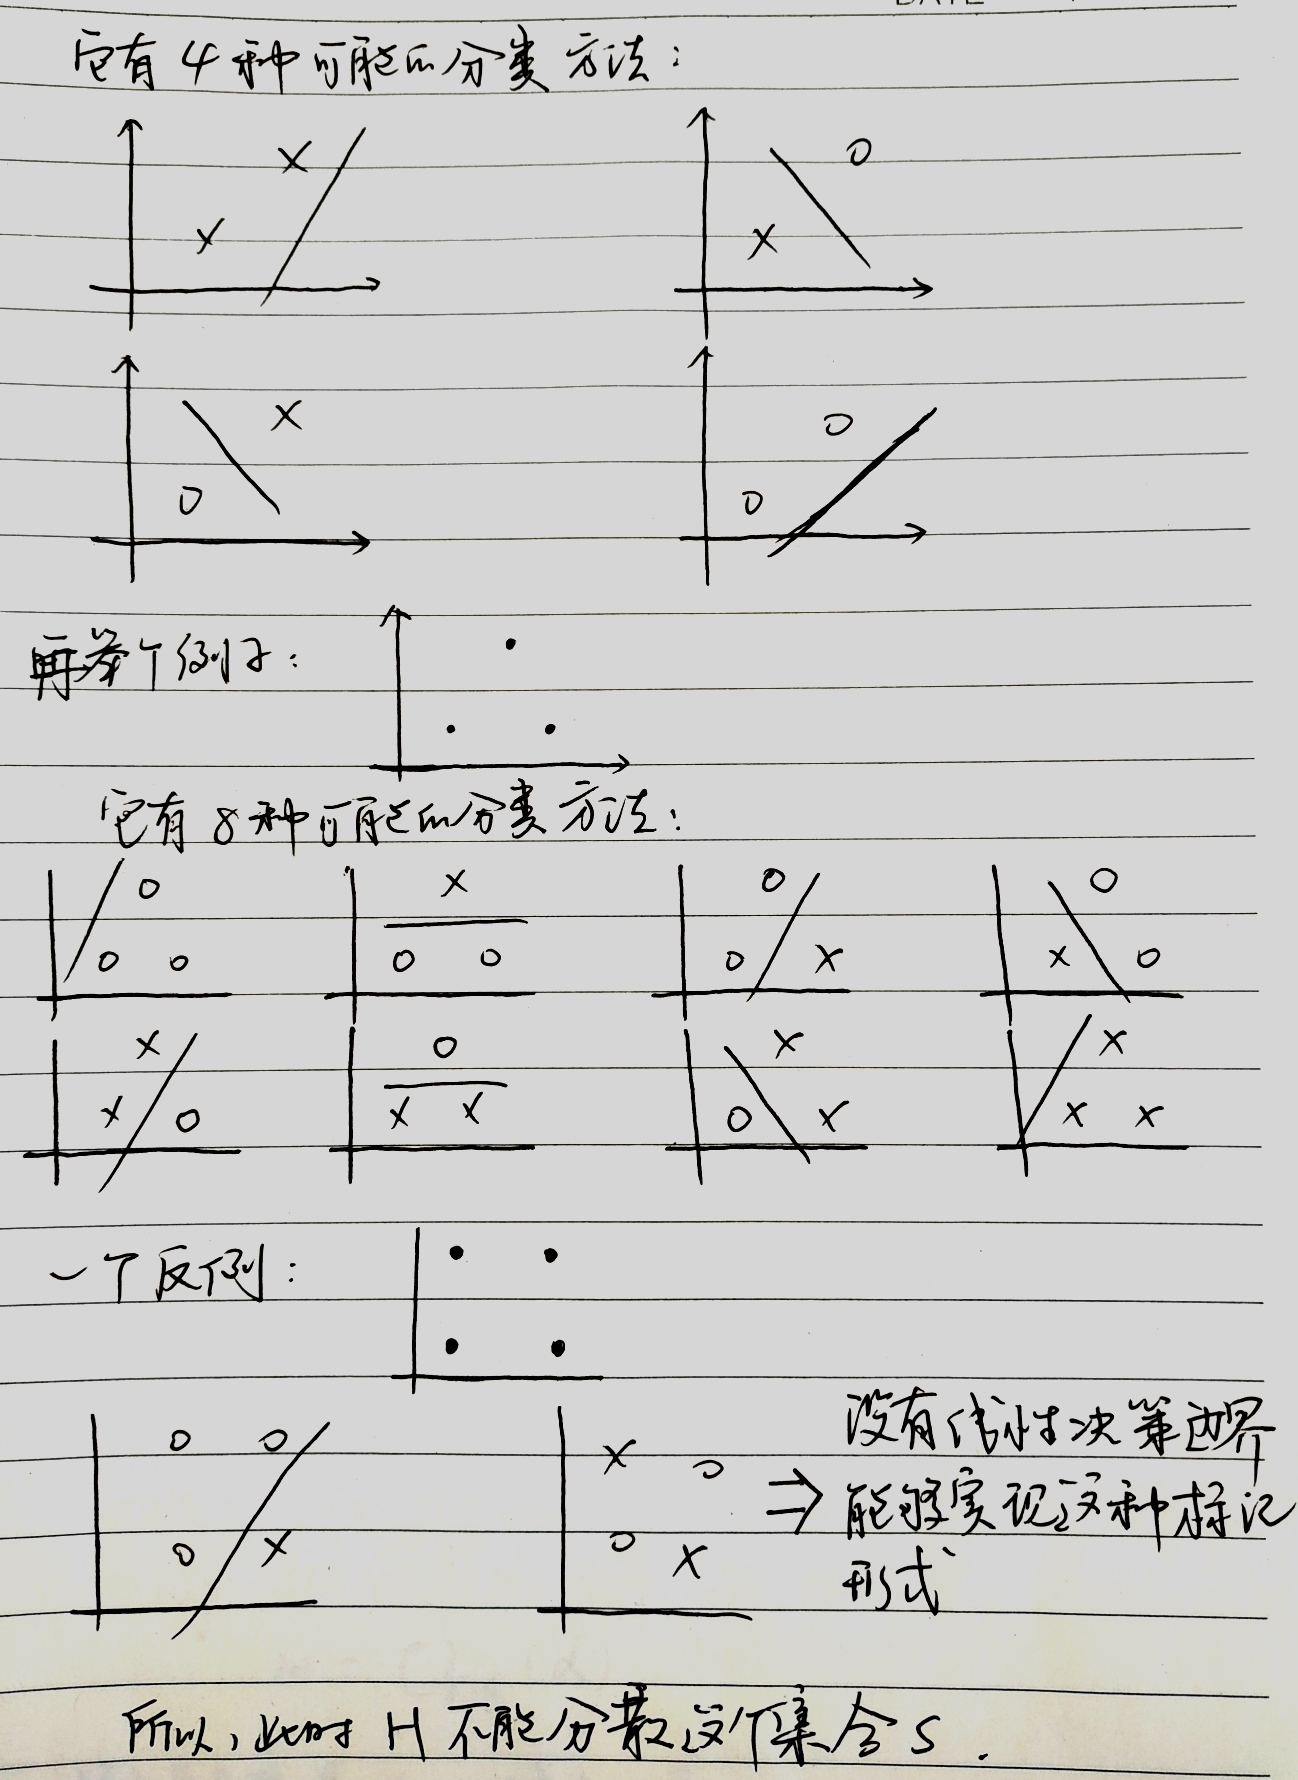 它有 4 种可能的分类方法:
X
X
O
X
X
O
O
O
再举个例子:
它有 8 种可能的分类方法:
O
O O
X
O O
O
O X
O
X O
X
X O
O
X X
X
O X
X
X X
一个反例:
O O
O X
X O
O X
⇒
没有线性决策边界
能够实现这种标记
形式
所以,此时 H 不能分散这个集合 S.